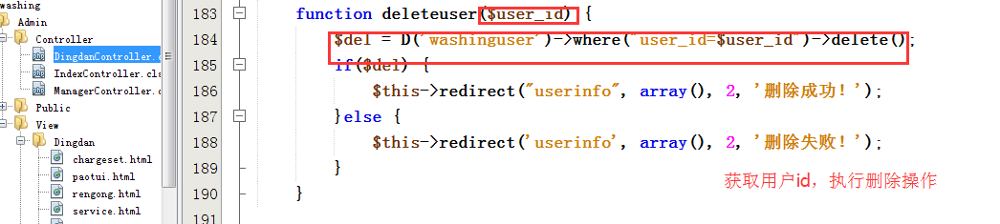 washing
Admin
Controller
DingdanController.c
IndexController.cl
ManagerController.c
Public
View
Dingdan
chargeset.html
paotui.html
rengong.html
service.html
183 function deleteuser($user_id) {
184 $del = D('washinguser')->where("user_id=$user_id")->delete();
185 if($del) {
186 $this->redirect("userinfo", array(), 2, '删除成功！');
187 }else {
188 $this->redirect('userinfo', array(), 2, '删除失败！');
189 }
190 }
191
获取用户id，执行删除操作